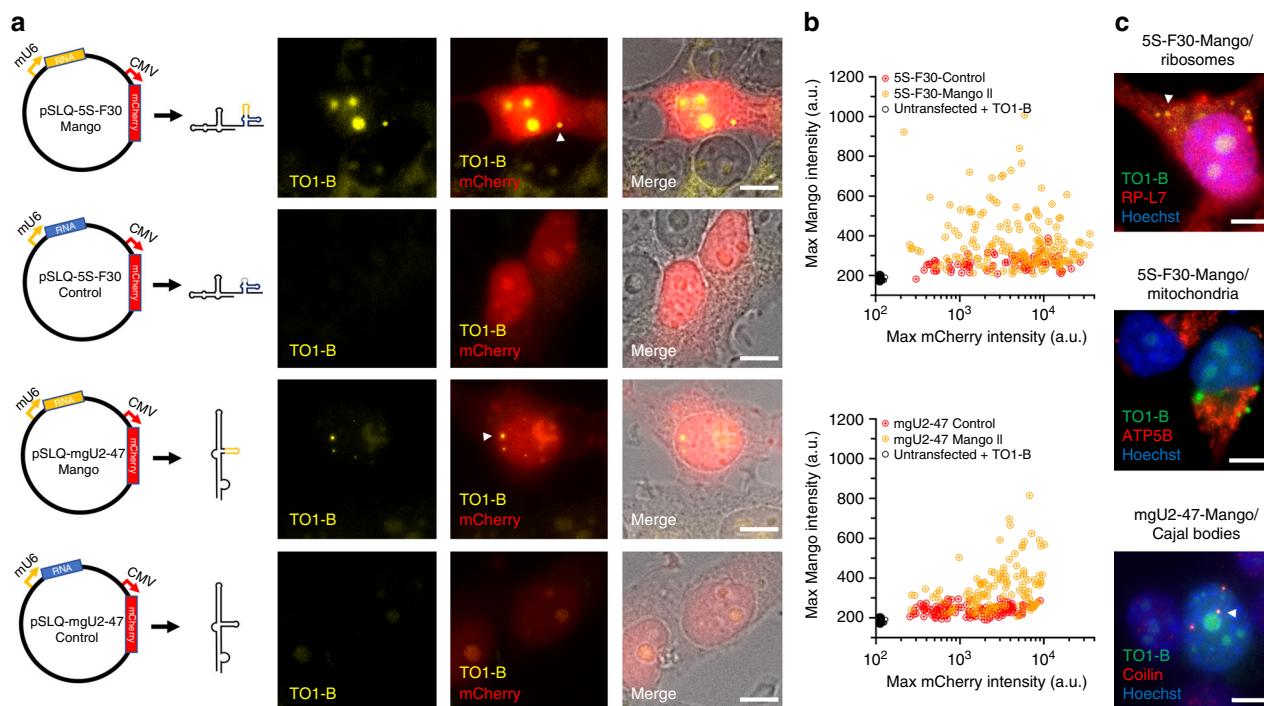 a
mU6
RNA
CMV
mCherry
pSLQ-5S-F30
Mango
TO1-B
TO1-B
mCherry
Merge
mU6
RNA
CMV
mCherry
pSLQ-5S-F30
Control
TO1-B
TO1-B
mCherry
Merge
mU6
RNA
CMV
mCherry
pSLQ-mgU2-47
Mango
TO1-B
TO1-B
mCherry
Merge
mU6
RNA
CMV
mCherry
pSLQ-mgU2-47
Control
TO1-B
TO1-B
mCherry
Merge
b
1200
1000
800
600
400
200
Max Mango intensity (a.u.)
5S-F30-Control
5S-F30-Mango II
Untransfected + TO1-B
10² 10³ 10⁴
Max mCherry intensity (a.u.)
1200
1000
800
600
400
200
Max Mango intensity (a.u.)
mgU2-47 Control
mgU2-47 Mango II
Untransfected + TO1-B
10² 10³ 10⁴
Max mCherry intensity (a.u.)
c
5S-F30-Mango/
ribosomes
TO1-B
RP-L7
Hoechst
5S-F30-Mango/
mitochondria
TO1-B
ATP5B
Hoechst
mgU2-47-Mango/
Cajal bodies
TO1-B
Coilin
Hoechst